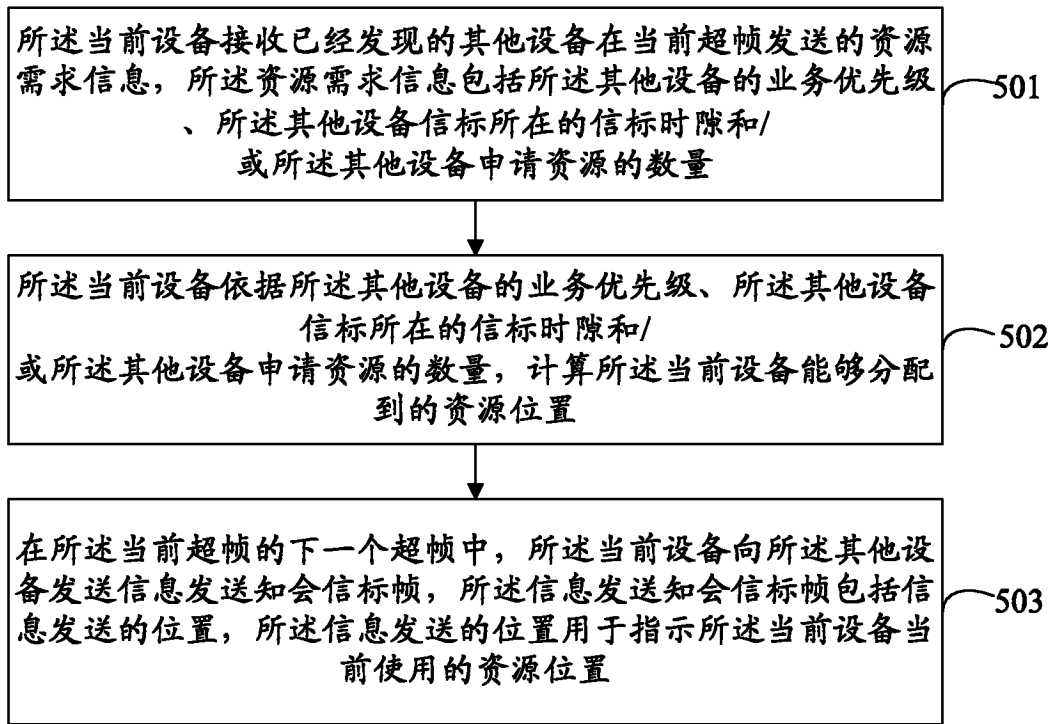 所述当前设备接收已经发现的其他设备在当前超帧发送的资源
需求信息，所述资源需求信息包括所述其他设备的业务优先级
、所述其他设备信标所在的信标时隙和/
或所述其他设备申请资源的数量
501
所述当前设备依据所述其他设备的业务优先级、所述其他设备
信标所在的信标时隙和/
或所述其他设备申请资源的数量，计算所述当前设备能够分配
到的资源位置
502
在所述当前超帧的下一个超帧中，所述当前设备向所述其他设
备发送信息发送知会信标帧，所述信息发送知会信标帧包括信
息发送的位置，所述信息发送的位置用于指示所述当前设备当
前使用的资源位置
503